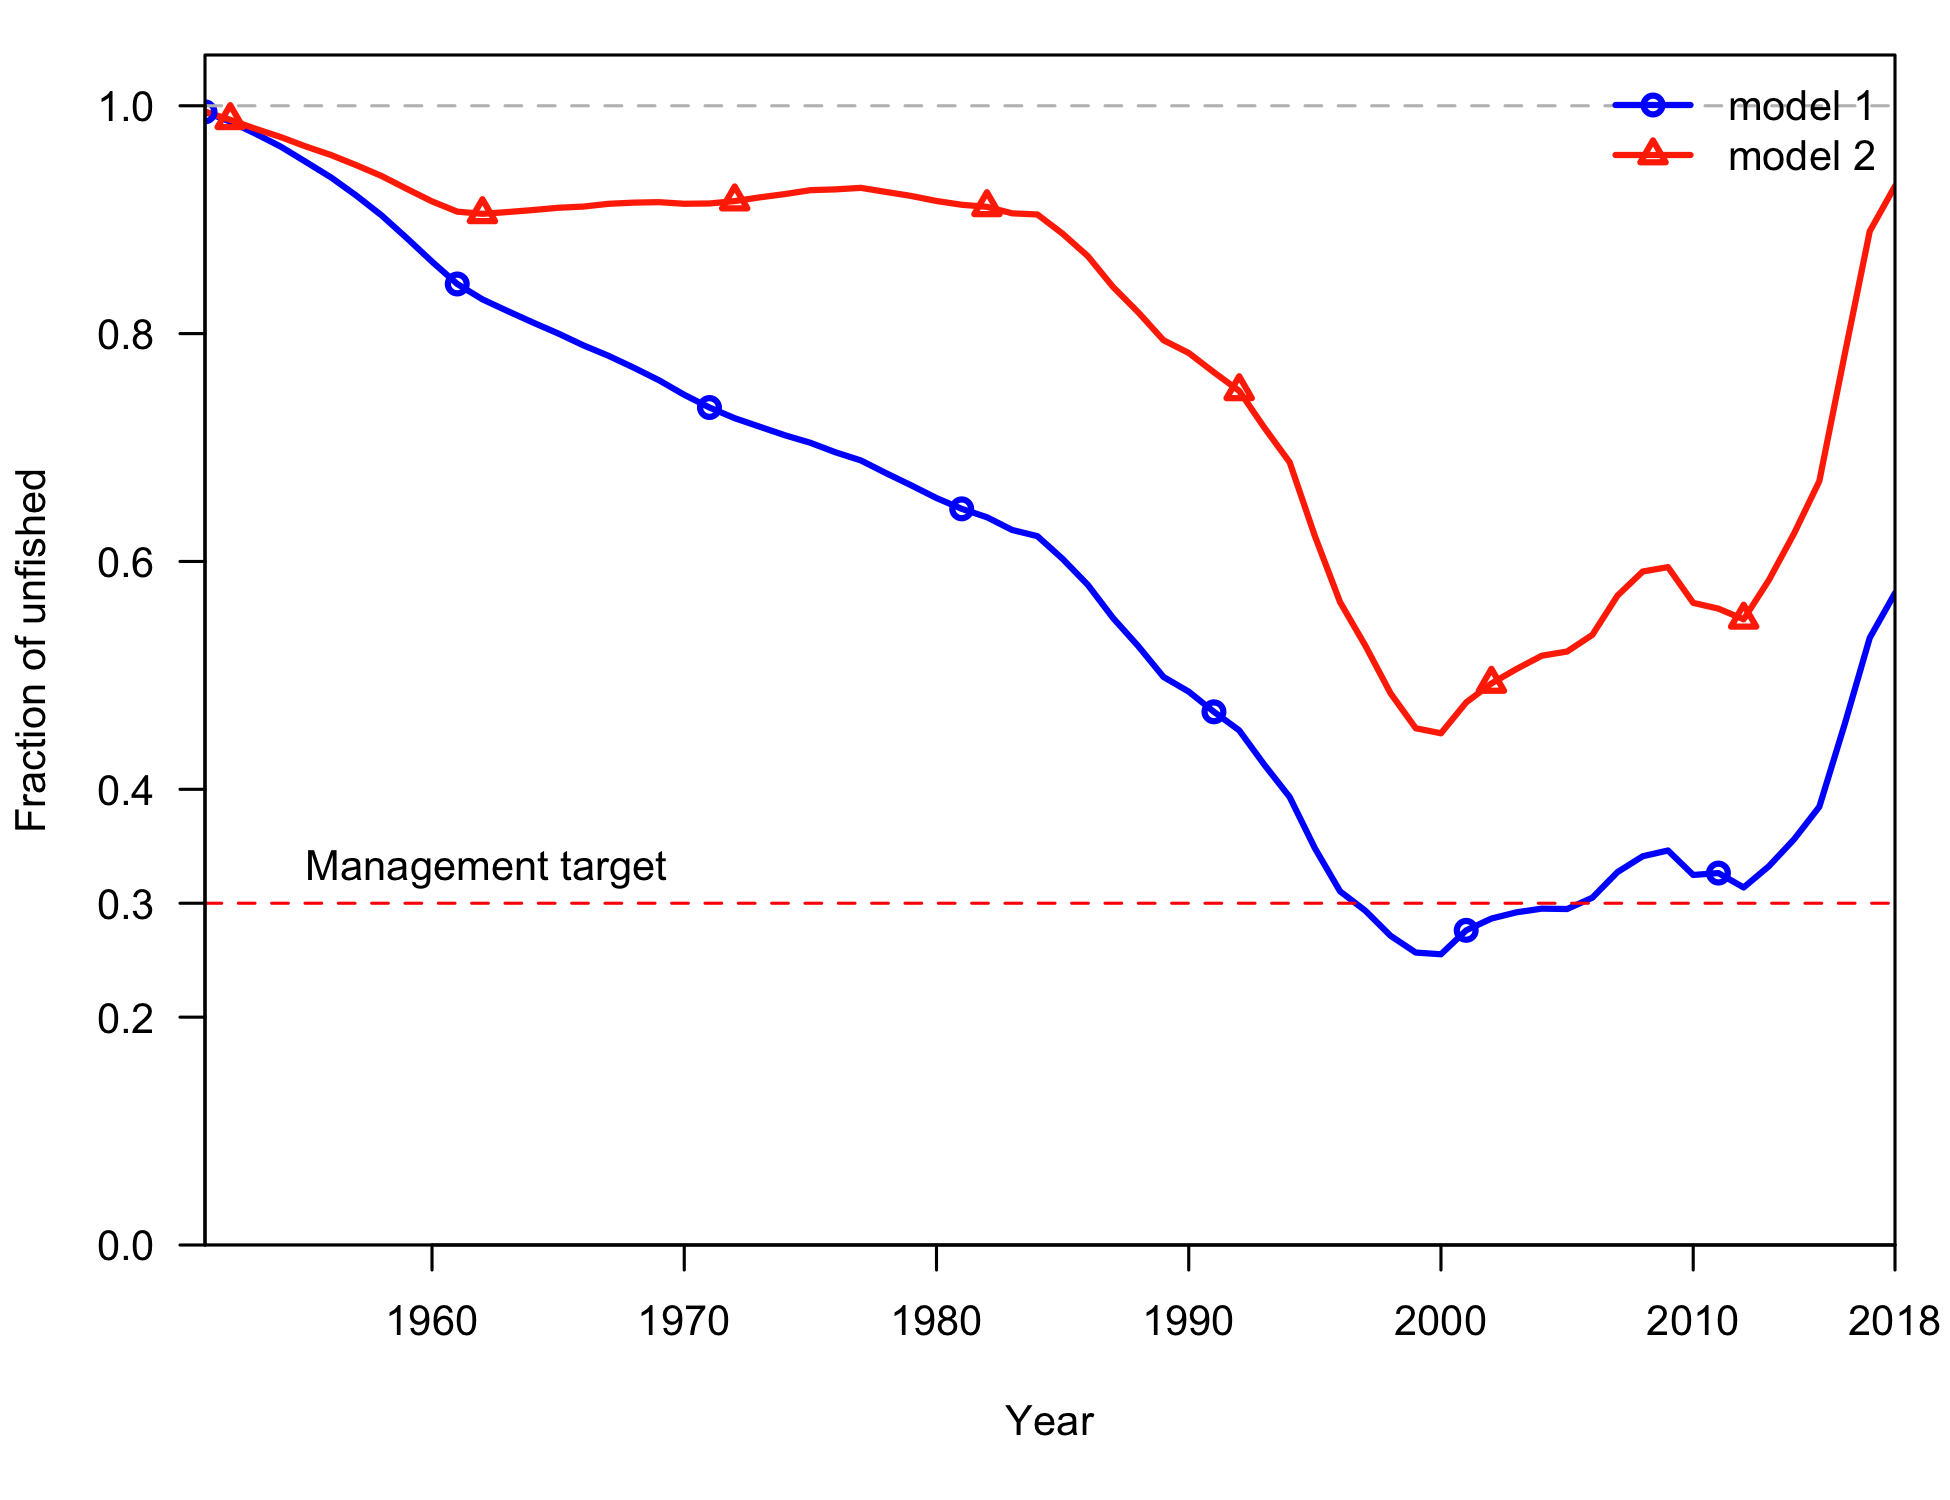 model 1
model 2
Fraction of unfished
1.0
0.8
0.6
0.4
0.3
0.2
0.0
Management target
1960 1970 1980 1990 2000 2010 2018
Year